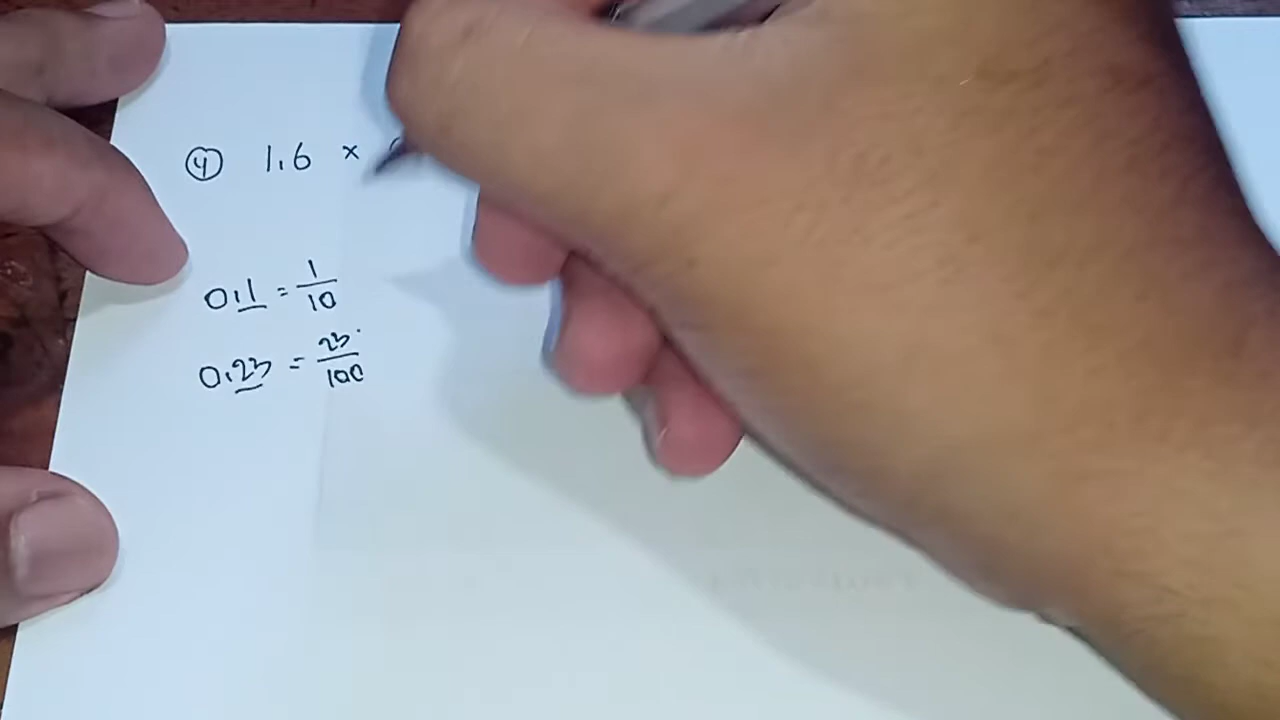 ④ 1,6 ×
0,1 = 1/10
0,23 = 23/100